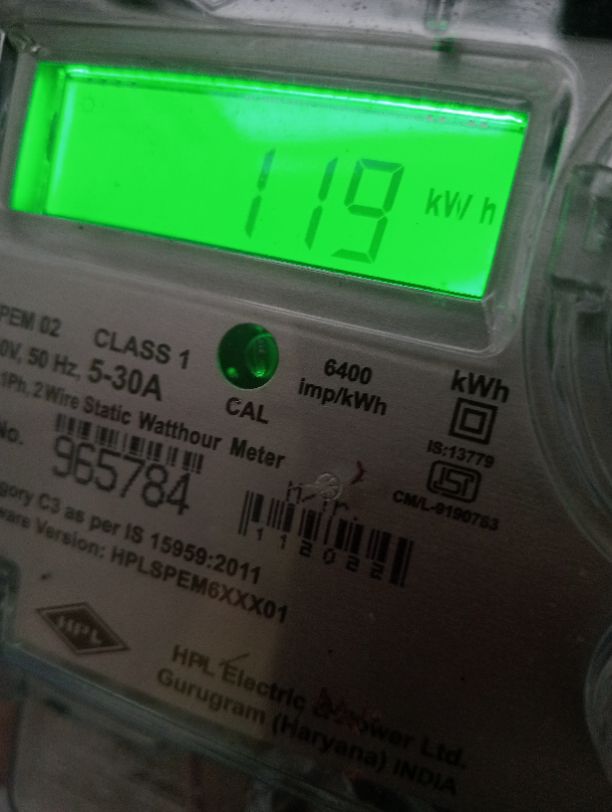 119 kWh
PEM 02 CLASS 1
0V, 50 Hz, 5-30A
1Ph, 2 Wire Static Watthour Meter
CAL
6400
imp/kWh
kWh
IS:13779
ISI
CM/L-9190783
No.
965784
112022
gory C3 as per IS 15959:2011
ware Version: HPLSPEM6XXX01
HPL
HPL Electric & Power Ltd.
Gurugram (Haryana) INDIA